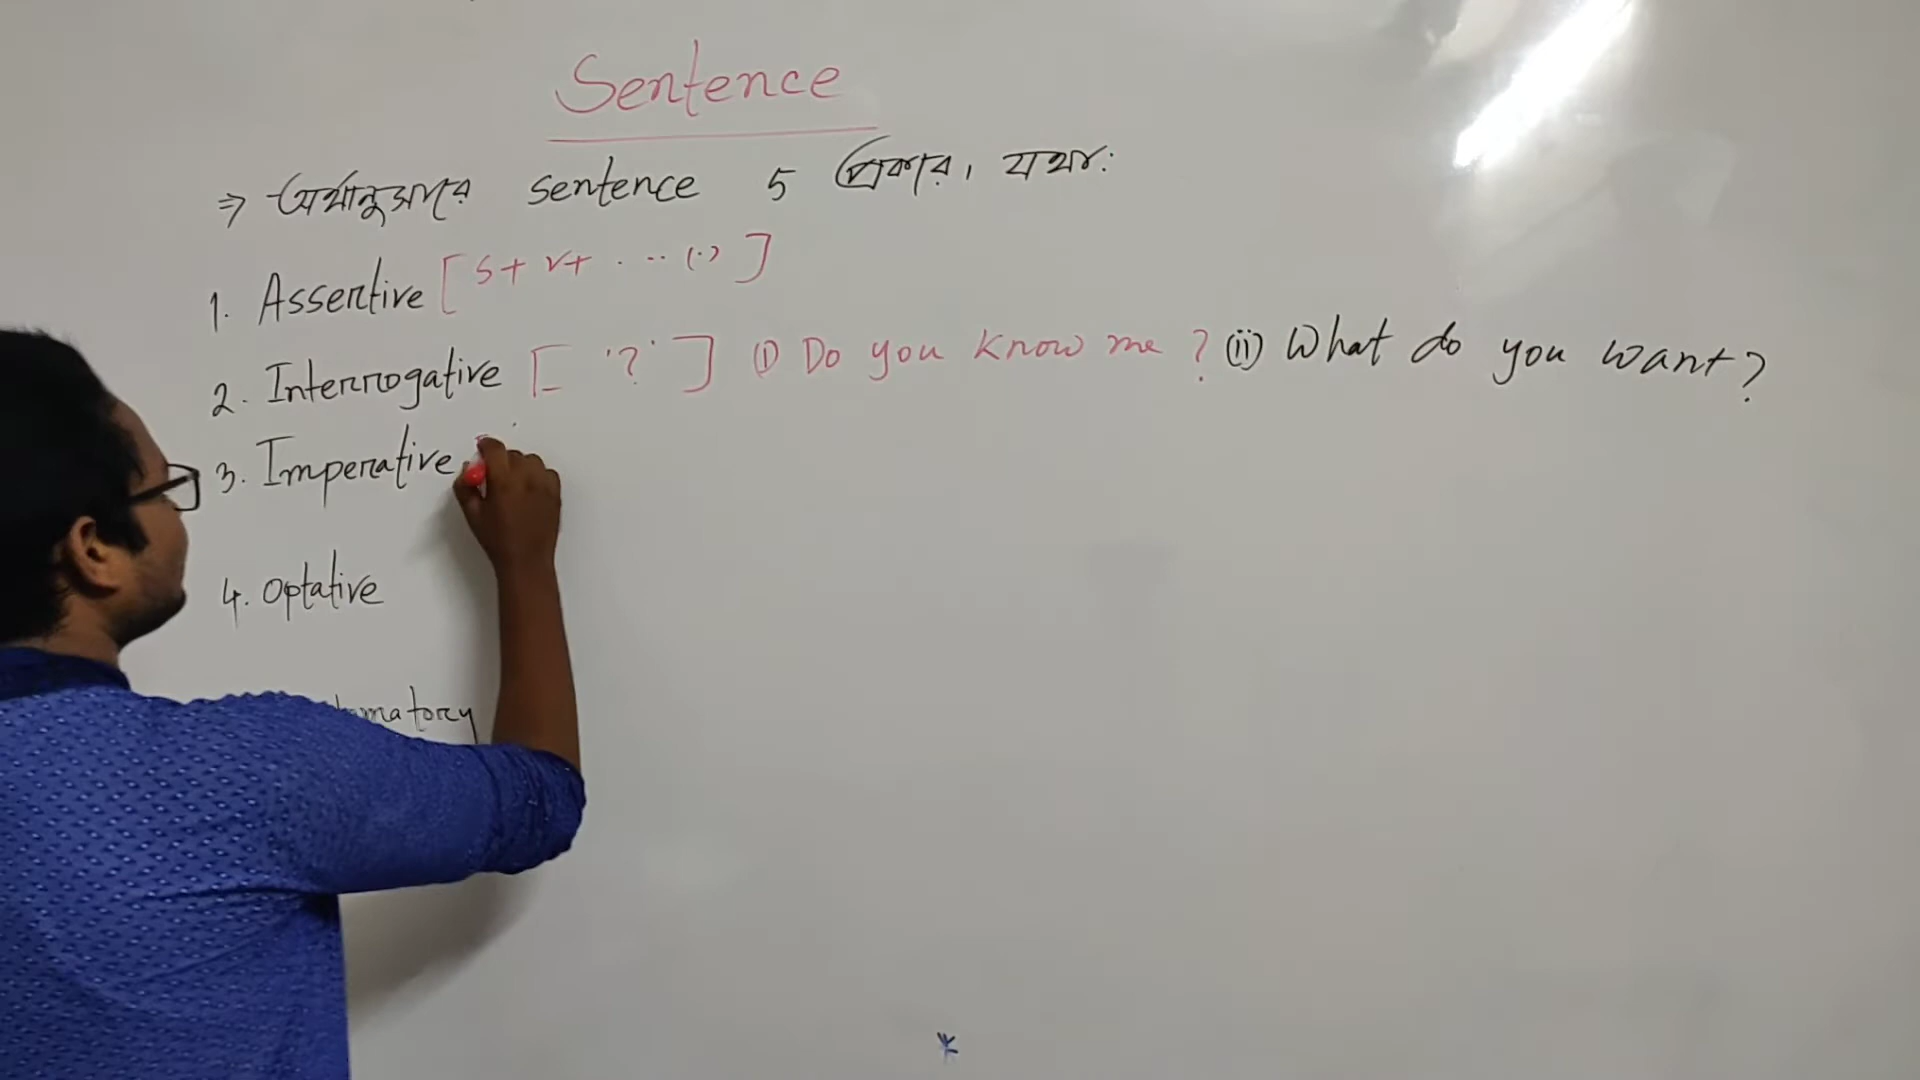 Sentence
⇒ অর্থানুসারে sentence 5 প্রকার। যথা:
1. Assertive [ S + V + . .. (.) ]
2. Interrogative [ '?' ] (i) Do you know me ? (ii) What do you want?
3. Imperative
4. Optative